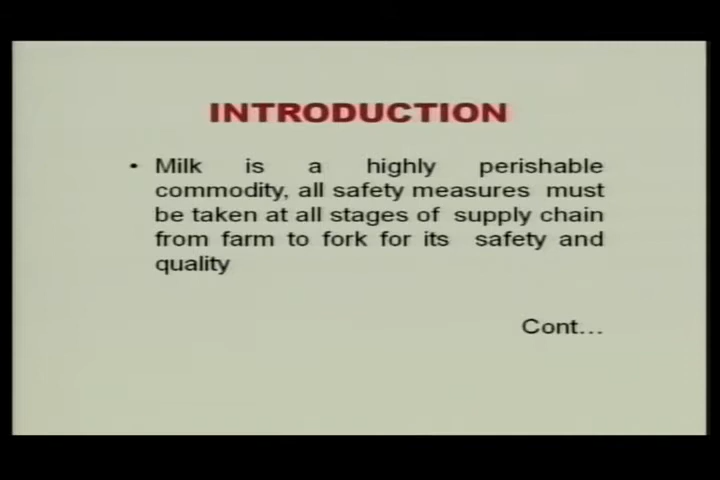 INTRODUCTION
• Milk is a highly perishable
commodity, all safety measures must
be taken at all stages of supply chain
from farm to fork for its safety and
quality
Cont...